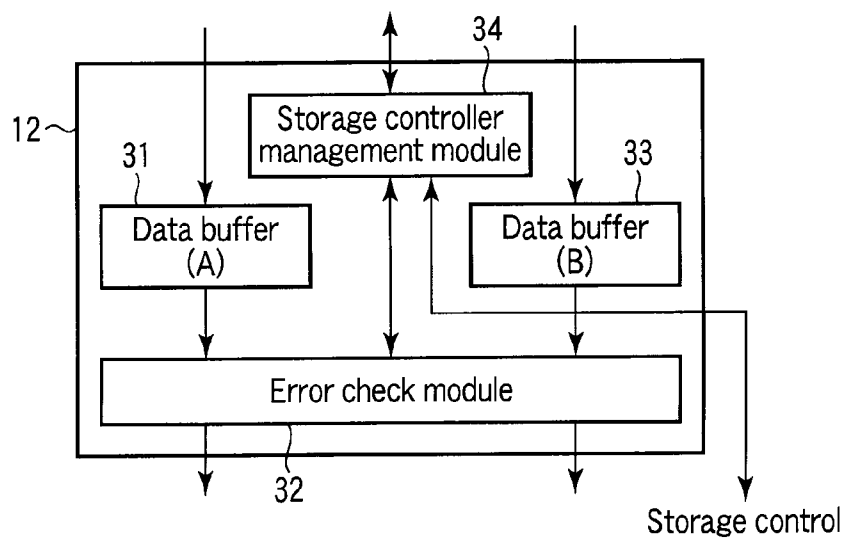 34
12
Storage controller
management module
31
33
Data buffer
(A)
Data buffer
(B)
Error check module
32
Storage control